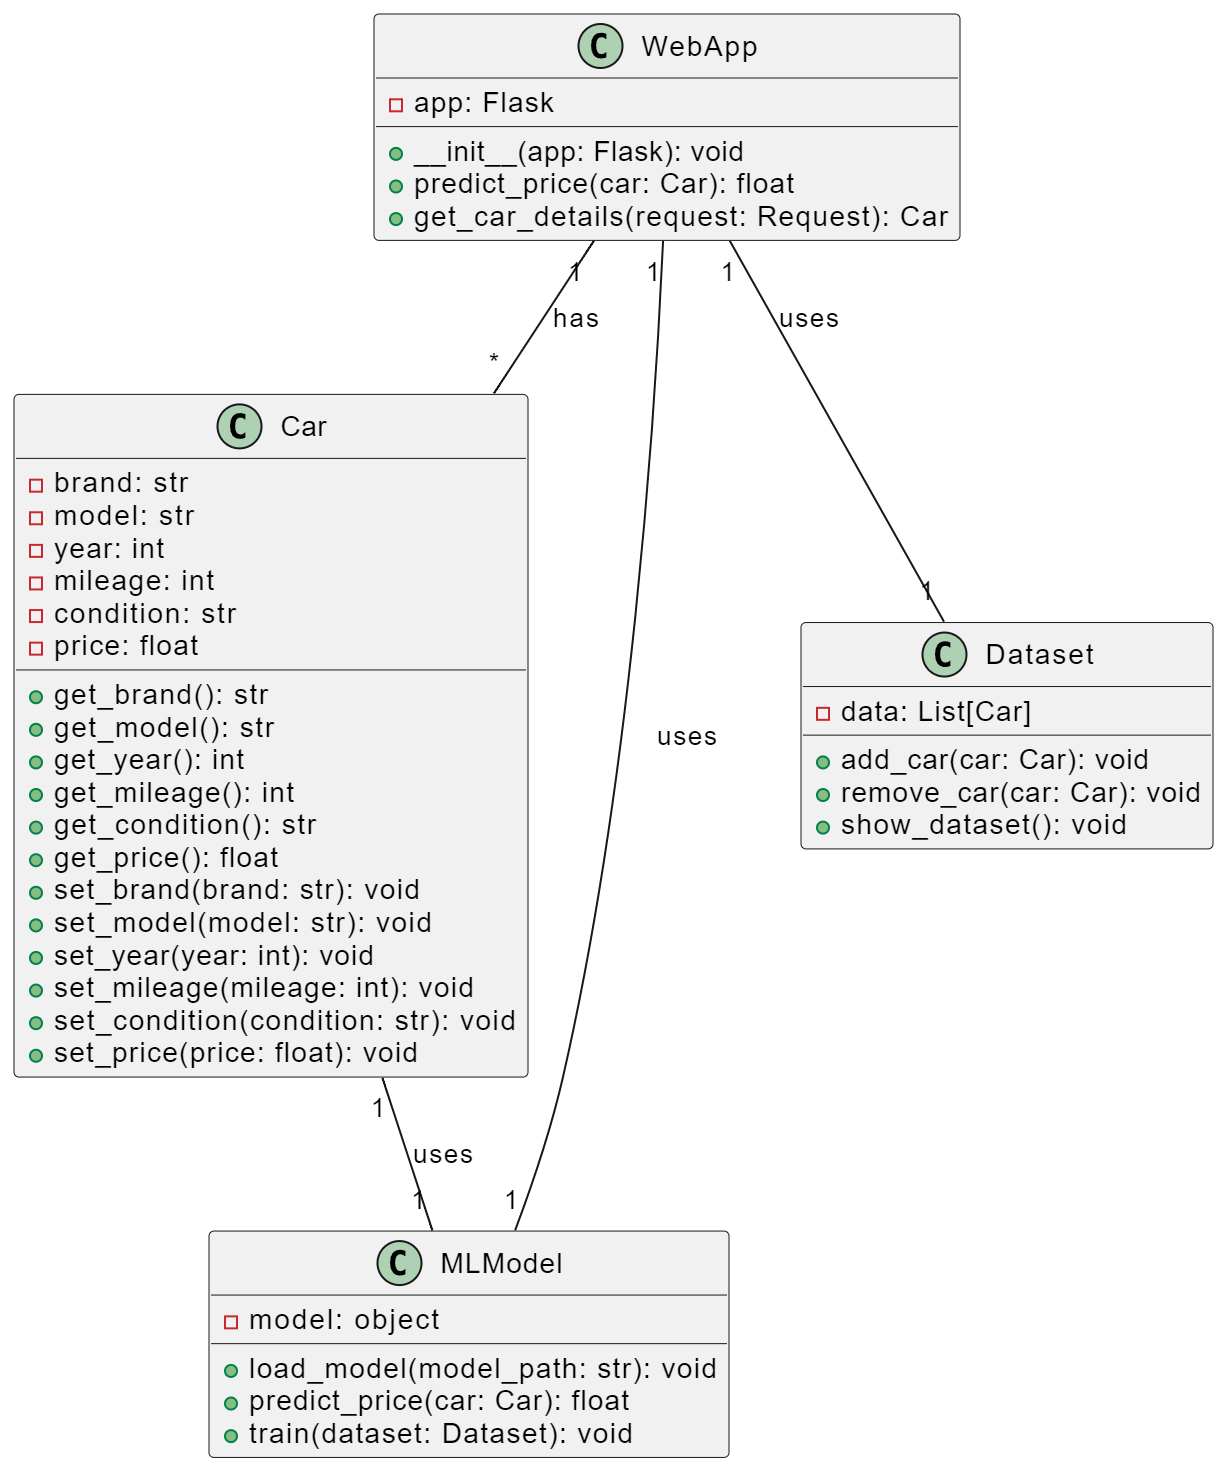 C WebApp
app: Flask
__init__(app: Flask): void
predict_price(car: Car): float
get_car_details(request: Request): Car
1
1
1
has
uses
*
C Car
brand: str
model: str
year: int
mileage: int
condition: str
price: float
get_brand(): str
get_model(): str
get_year(): int
get_mileage(): int
get_condition(): str
get_price(): float
set_brand(brand: str): void
set_model(model: str): void
set_year(year: int): void
set_mileage(mileage: int): void
set_condition(condition: str): void
set_price(price: float): void
uses
1
C Dataset
data: List[Car]
add_car(car: Car): void
remove_car(car: Car): void
show_dataset(): void
1
uses
1
1
C MLModel
model: object
load_model(model_path: str): void
predict_price(car: Car): float
train(dataset: Dataset): void